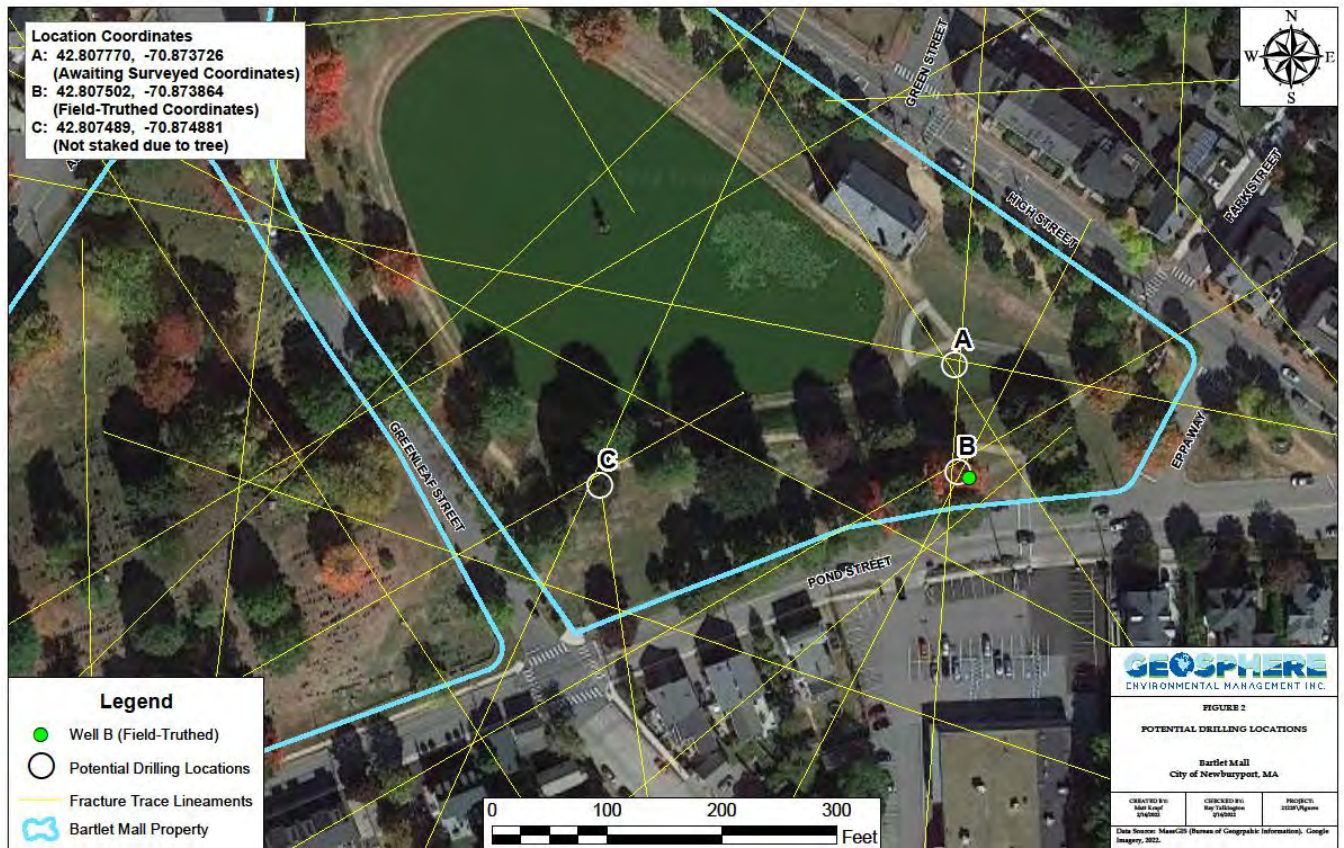 Location Coordinates
A: 42.807770, -70.873726
(Awaiting Surveyed Coordinates)
B: 42.807502, -70.873864
(Field-Truthed Coordinates)
C: 42.807489, -70.874881
(Not staked due to tree)
N
W E
S
GREEN STREET
PARK STREET
HIGH STREET
A
B
C
EPPAWAY
GREENLEAF STREET
POND STREET
Legend
Well B (Field-Truthed)
Potential Drilling Locations
Fracture Trace Lineaments
Bartlet Mall Property
0 100 200 300
Feet
GEOSPHERE
ENVIRONMENTAL MANAGEMENT INC.
FIGURE 2
POTENTIAL DRILLING LOCATIONS
Bartlet Mall
City of Newburyport, MA
CREATED BY: CHECKED BY: PROJECT:
Data Source: MassGIS (Bureau of Geogrpahic Information). Google
Imagery, 2022.